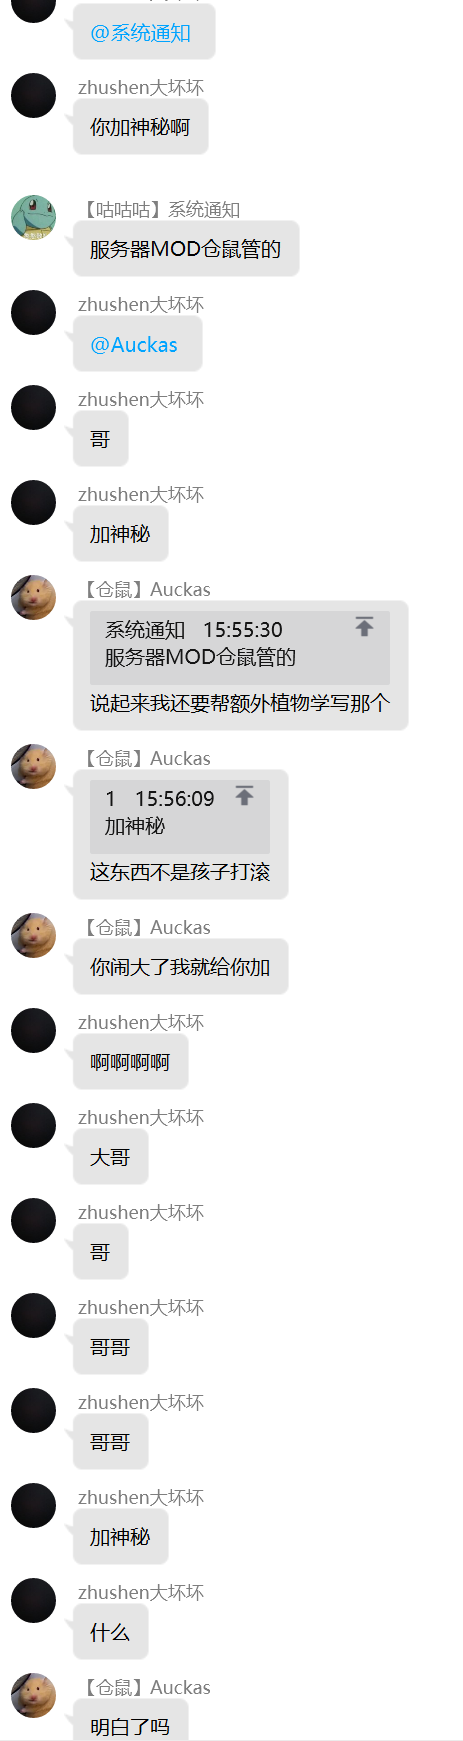 @系统通知
zhushen大坏坏
你加神秘啊
【咕咕咕】系统通知
服务器MOD仓鼠管的
zhushen大坏坏
@Auckas
zhushen大坏坏
哥
zhushen大坏坏
加神秘
【仓鼠】Auckas
系统通知 15:55:30
服务器MOD仓鼠管的
说起来我还要帮额外植物学写那个
【仓鼠】Auckas
1 15:56:09
加神秘
这东西不是孩子打滚
【仓鼠】Auckas
你闹大了我就给你加
zhushen大坏坏
啊啊啊啊
zhushen大坏坏
大哥
zhushen大坏坏
哥
zhushen大坏坏
哥哥
zhushen大坏坏
哥哥
zhushen大坏坏
加神秘
zhushen大坏坏
什么
【仓鼠】Auckas
明白了吗